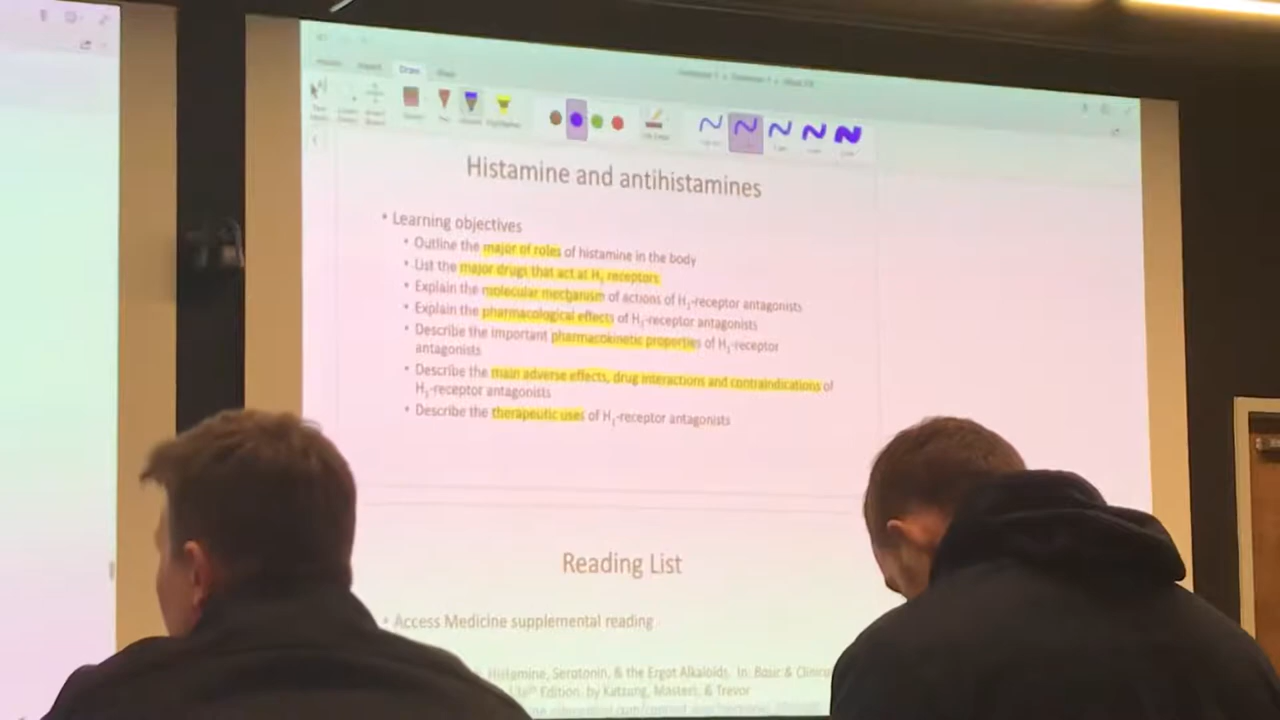 Draw
Histamine and antihistamines
• Learning objectives
• Outline the major of roles of histamine in the body
• List the major drugs that act at H₁ receptors
• Explain the molecular mechanism of actions of H₁-receptor antagonists
• Explain the pharmacological effects of H₁-receptor antagonists
• Describe the important pharmacokinetic properties of H₁-receptor
antagonists
• Describe the main adverse effects, drug interactions and contraindications of
H₁-receptor antagonists
• Describe the therapeutic uses of H₁-receptor antagonists
Reading List
• Access Medicine supplemental reading
Histamine, Serotonin, & the Ergot Alkaloids. In: Basic & Clinica
Edition. by Katzung, Masters, & Trevor